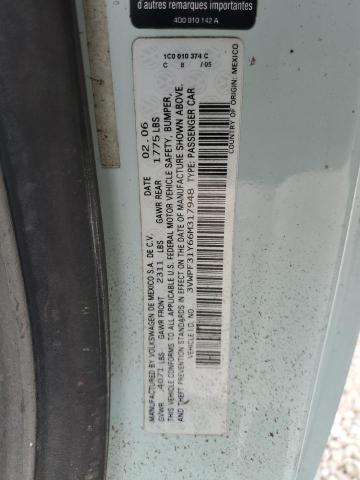 d'autres remarques importantes
4D0 010 142 A
1C0 010 374 C
C 8 /05
MANUFACTURED BY VOLKSWAGEN DE MEXICO S.A. DE C.V. DATE 02.06
GVWR 4071 LBS GAWR FRONT 2311 LBS GAWR REAR 1775 LBS
THIS VEHICLE CONFORMS TO ALL APPLICABLE U.S. FEDERAL MOTOR VEHICLE SAFETY, BUMPER,
AND THEFT PREVENTION STANDARDS IN EFFECT ON THE DATE OF MANUFACTURE SHOWN ABOVE.
VEHICLE I.D. NO. 3VWPF31Y66M317948 TYPE: PASSENGER CAR
COUNTRY OF ORIGIN: MEXICO